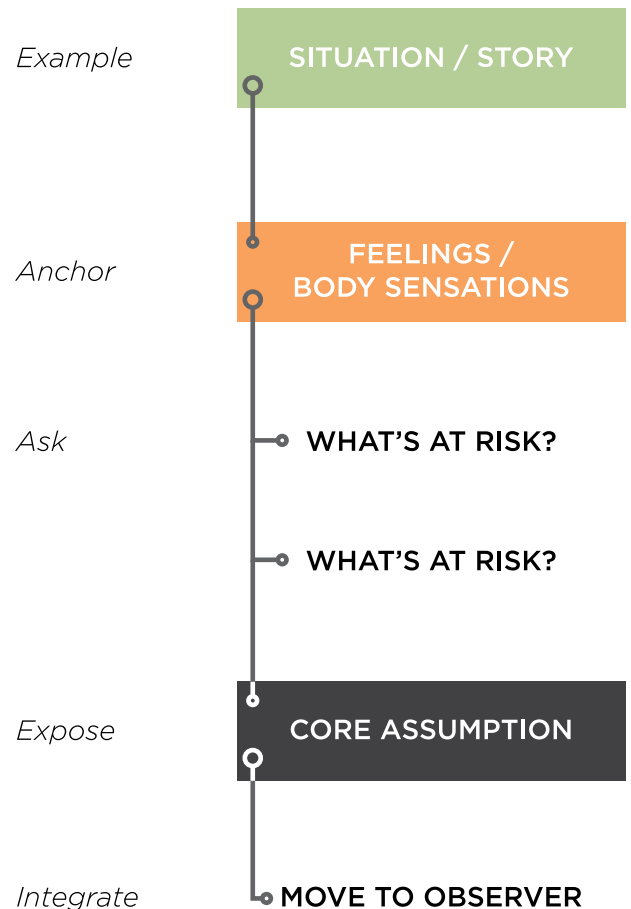 Example
SITUATION / STORY
Anchor
FEELINGS /
BODY SENSATIONS
Ask
WHAT'S AT RISK?
WHAT'S AT RISK?
Expose
CORE ASSUMPTION
Integrate
MOVE TO OBSERVER